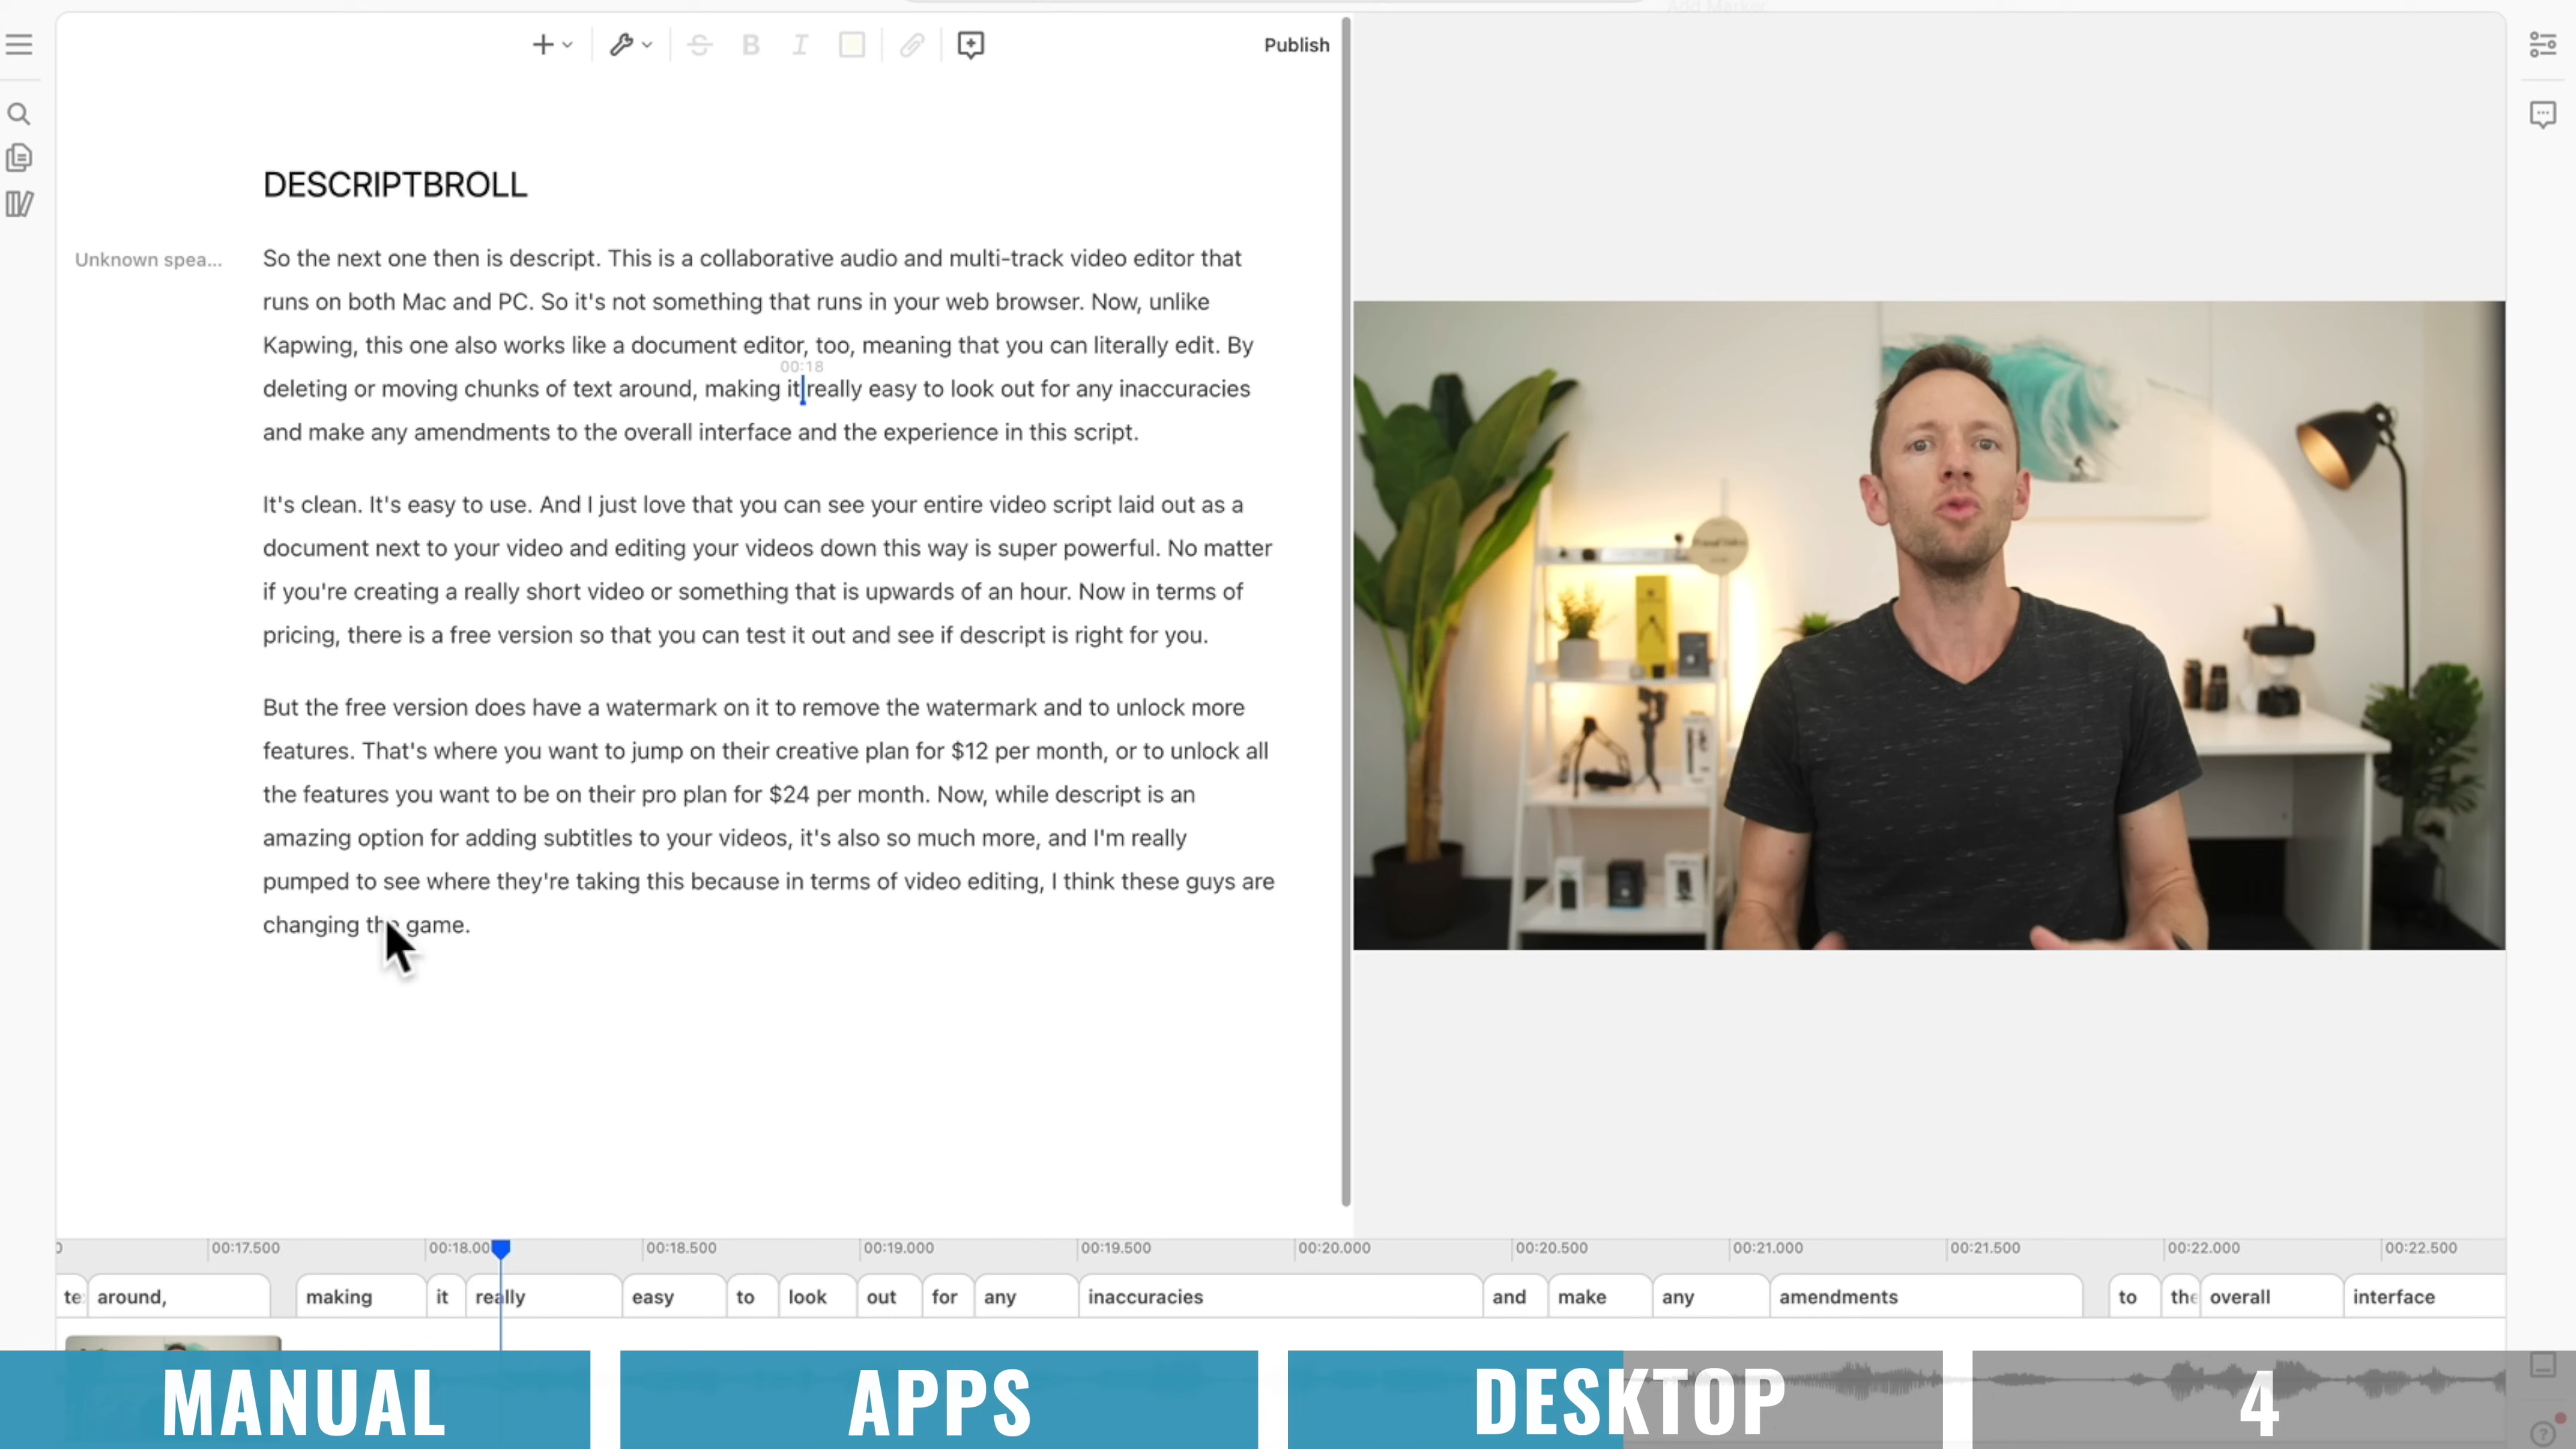 Add Marker
Publish
DESCRIPTBROLL
Unknown spea...
So the next one then is descript. This is a collaborative audio and multi-track video editor that
runs on both Mac and PC. So it's not something that runs in your web browser. Now, unlike
Kapwing, this one also works like a document editor, too, meaning that you can literally edit. By
00:18
deleting or moving chunks of text around, making it really easy to look out for any inaccuracies
and make any amendments to the overall interface and the experience in this script.
It's clean. It's easy to use. And I just love that you can see your entire video script laid out as a
document next to your video and editing your videos down this way is super powerful. No matter
if you're creating a really short video or something that is upwards of an hour. Now in terms of
pricing, there is a free version so that you can test it out and see if descript is right for you.
But the free version does have a watermark on it to remove the watermark and to unlock more
features. That's where you want to jump on their creative plan for $12 per month, or to unlock all
the features you want to be on their pro plan for $24 per month. Now, while descript is an
amazing option for adding subtitles to your videos, it's also so much more, and I'm really
pumped to see where they're taking this because in terms of video editing, I think these guys are
changing the game.
00:17.500 00:18.00 00:18.500 00:19.000 00:19.500 00:20.000 00:20.500 00:21.000 00:21.500 00:22.000 00:22.500
te around, making it really easy to look out for any inaccuracies and make any amendments to the overall interface
MANUAL APPS DESKTOP 4